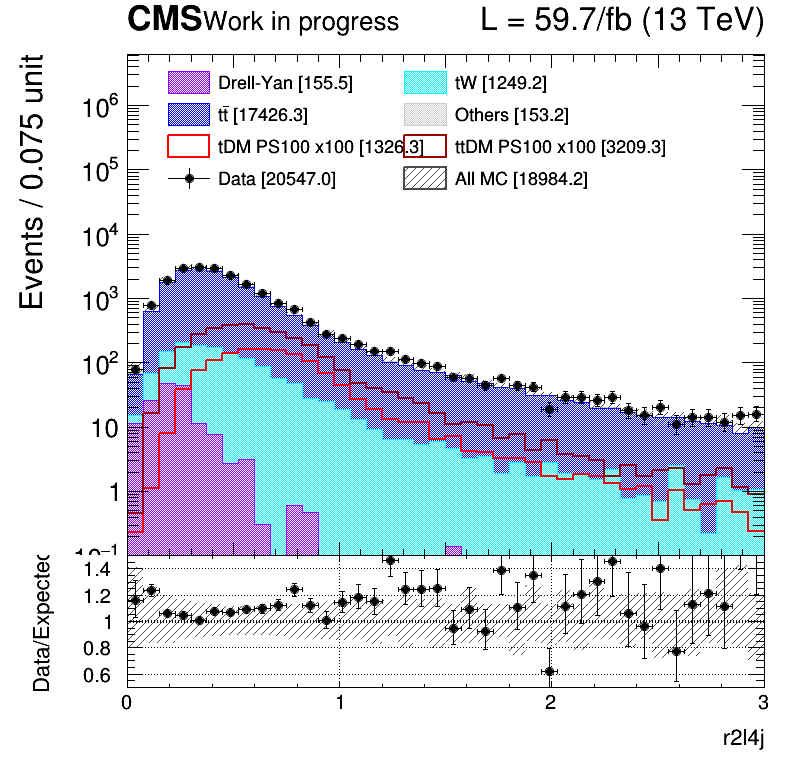 CMS Work in progress L = 59.7/fb (13 TeV)
Events / 0.075 unit
Drell-Yan [155.5] tW [1249.2]
tt̄ [17426.3] Others [153.2]
tDM PS100 x100 [1326.3] ttDM PS100 x100 [3209.3]
Data [20547.0] All MC [18984.2]
10⁶
10⁵
10⁴
10³
10²
10
1
10⁻¹
Data/Expected
1.4
1.2
1
0.8
0.6
0 1 2 3
r2l4j